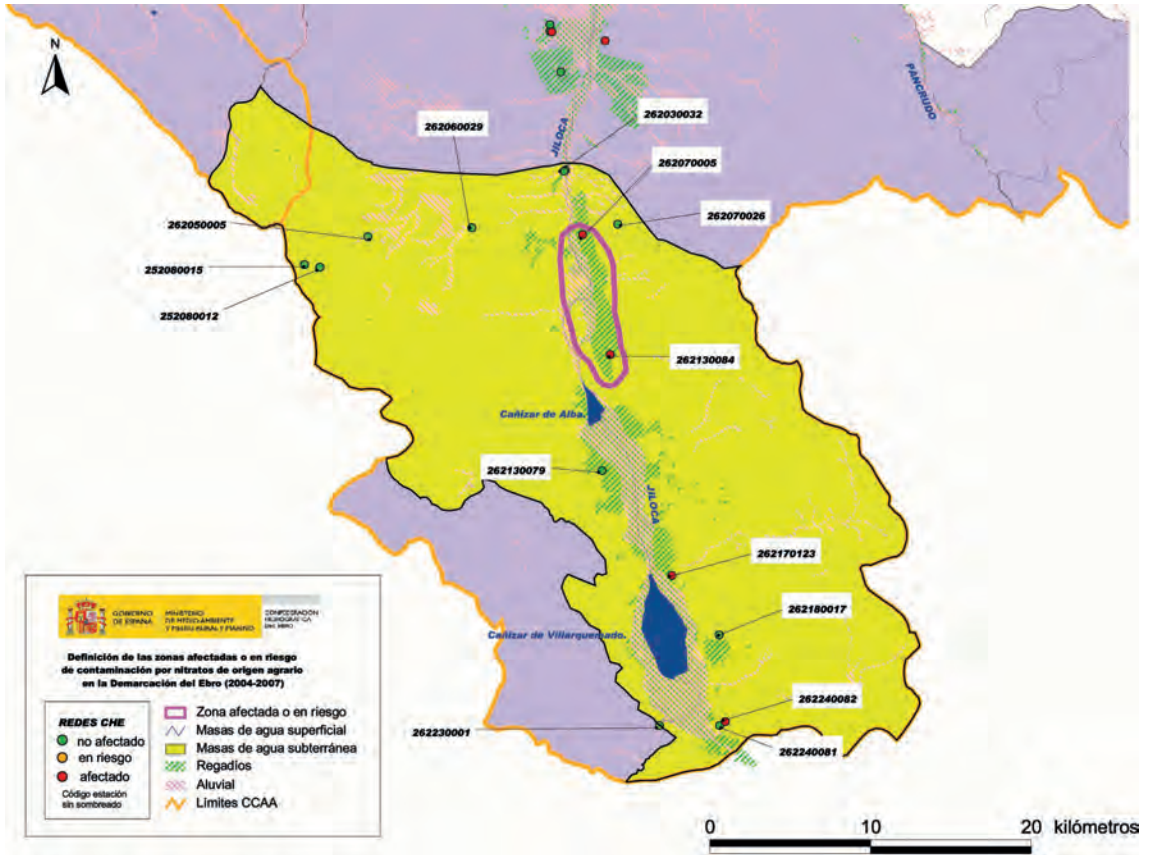 N
PANCRUDO
JILOCA
262060029
262030032
262070005
262070026
262050005
252080015
252080012
262130084
Cañizar de Alba.
262130079
JILOCA
262170123
262180017
Cañizar de Villarquemado.
262240082
262230001
262240081
GOBIERNO
DE ESPAÑA
MINISTERIO
DE MEDIO AMBIENTE
Y MEDIO RURAL Y MARINO
CONFEDERACIÓN
HIDROGRÁFICA
DEL EBRO
Definición de las zonas afectadas o en riesgo
de contaminación por nitratos de origen agrario
en la Demarcación del Ebro (2004-2007)
REDES CHE
no afectado
en riesgo
afectado
Código estación
sin sombreado
Zona afectada o en riesgo
Masas de agua superficial
Masas de agua subterránea
Regadíos
Aluvial
Límites CCAA
0 10 20 kilómetros